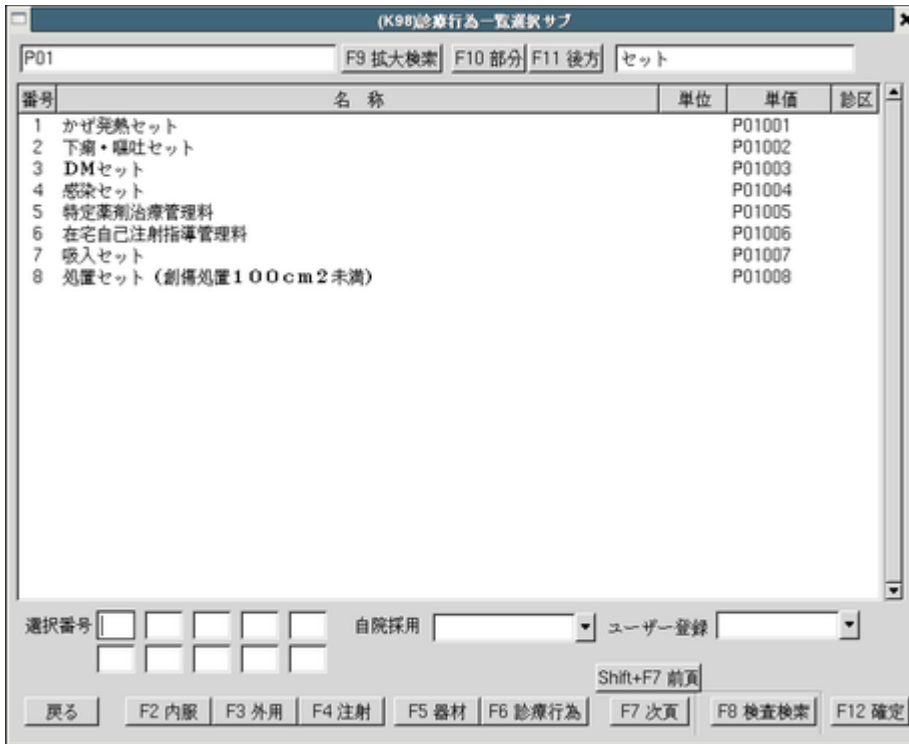 (K98)診療行為一覧選択サブ
P01 F9 拡大検索 F10 部分 F11 後方 セット
番号 名 称 単位 単価 診区
1 かぜ発熱セット P01001
2 下痢・嘔吐セット P01002
3 DMセット P01003
4 感染セット P01004
5 特定薬剤治療管理料 P01005
6 在宅自己注射指導管理料 P01006
7 吸入セット P01007
8 処置セット（創傷処置１００ｃｍ２未満） P01008
選択番号 自院採用 ユーザー登録
Shift+F7 前頁
戻る F2 内服 F3 外用 F4 注射 F5 器材 F6 診療行為 F7 次頁 F8 検査検索 F12 確定